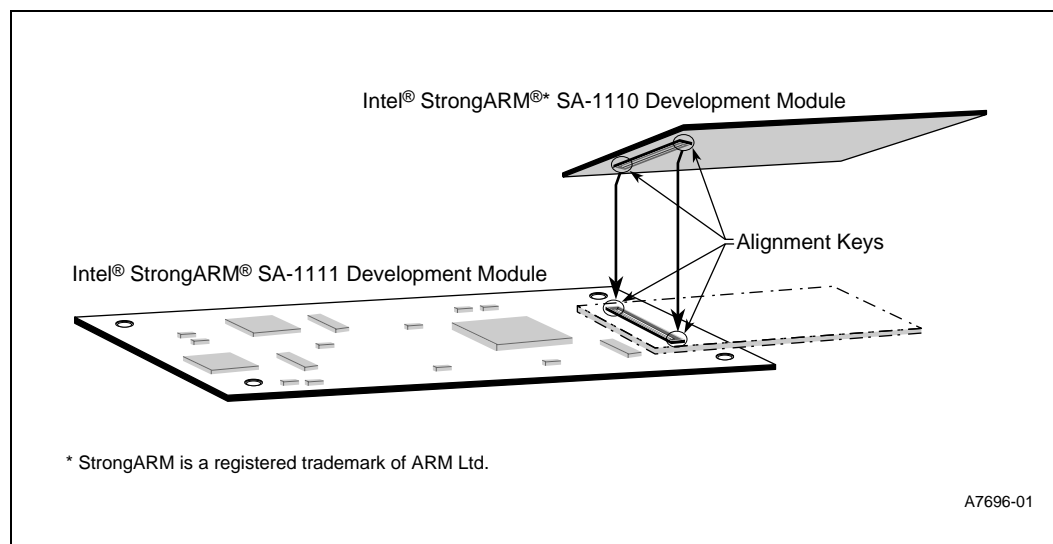 Intel® StrongARM®* SA-1110 Development Module
Alignment Keys
Intel® StrongARM® SA-1111 Development Module
* StrongARM is a registered trademark of ARM Ltd.
A7696-01